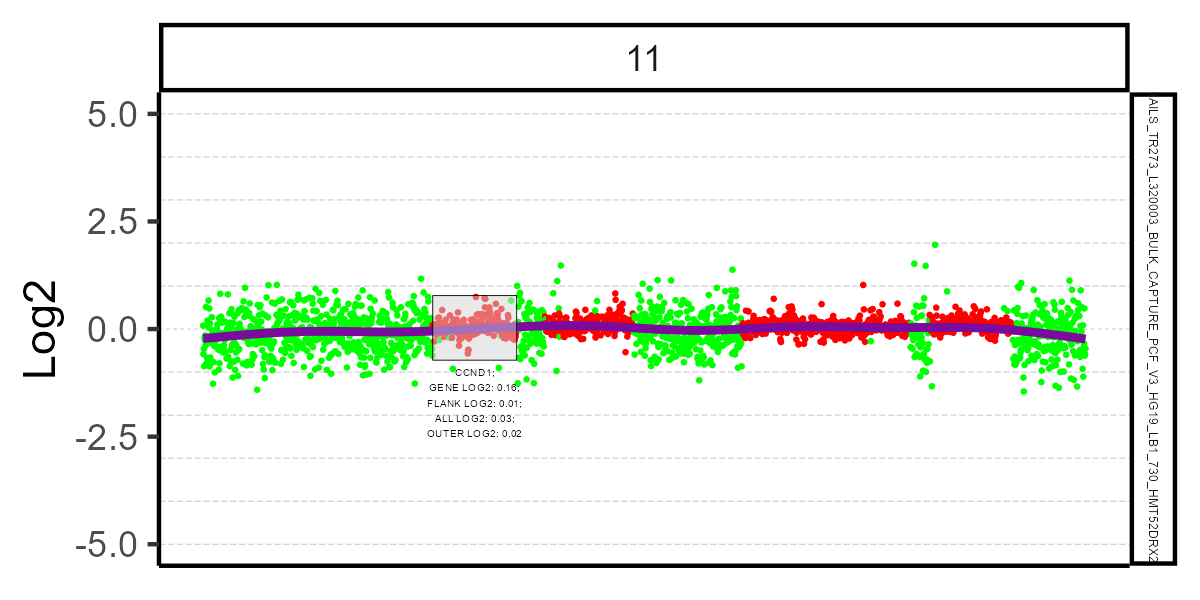 11
Log2
5.0
2.5
0.0
-2.5
-5.0
CCND1;
GENE LOG2: 0.16;
FLANK LOG2: 0.01;
ALL LOG2: 0.03;
OUTER LOG2: 0.02
AILS_TR273_L320003_BULK_CAPTURE_PCF_V3_HG19_LB1_730_HMT52DRX2